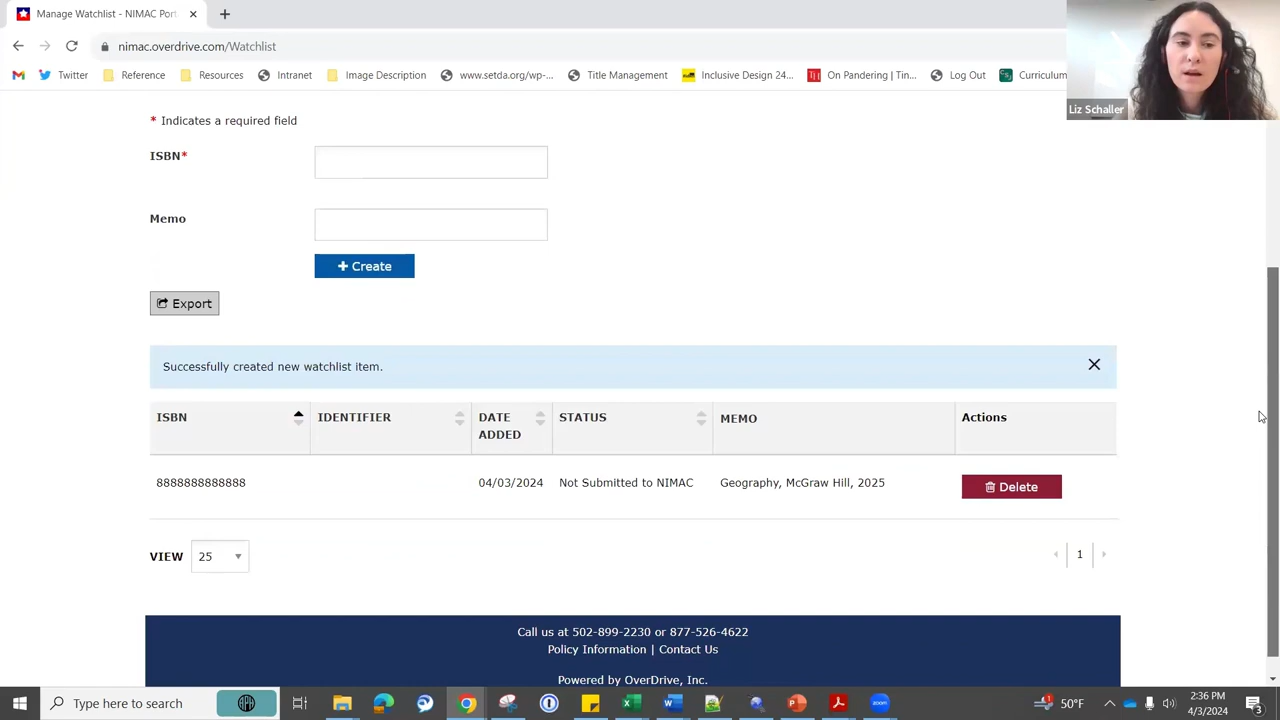 Manage Watchlist - NIMAC Port
nimac.overdrive.com/Watchlist
Twitter
Reference
Resources
Intranet
Image Description
www.setda.org/wp-...
Title Management
Inclusive Design 24...
On Pandering | Tin...
Log Out
Curriculum
Liz Schaller
* Indicates a required field
ISBN*
Memo
+ Create
Export
Successfully created new watchlist item.
ISBN IDENTIFIER DATE ADDED STATUS MEMO Actions
8888888888888 04/03/2024 Not Submitted to NIMAC Geography, McGraw Hill, 2025 Delete
VIEW 25
1
Call us at 502-899-2230 or 877-526-4622
Policy Information | Contact Us
Powered by OverDrive, Inc.
Type here to search
50°F
2:36 PM
4/3/2024
3